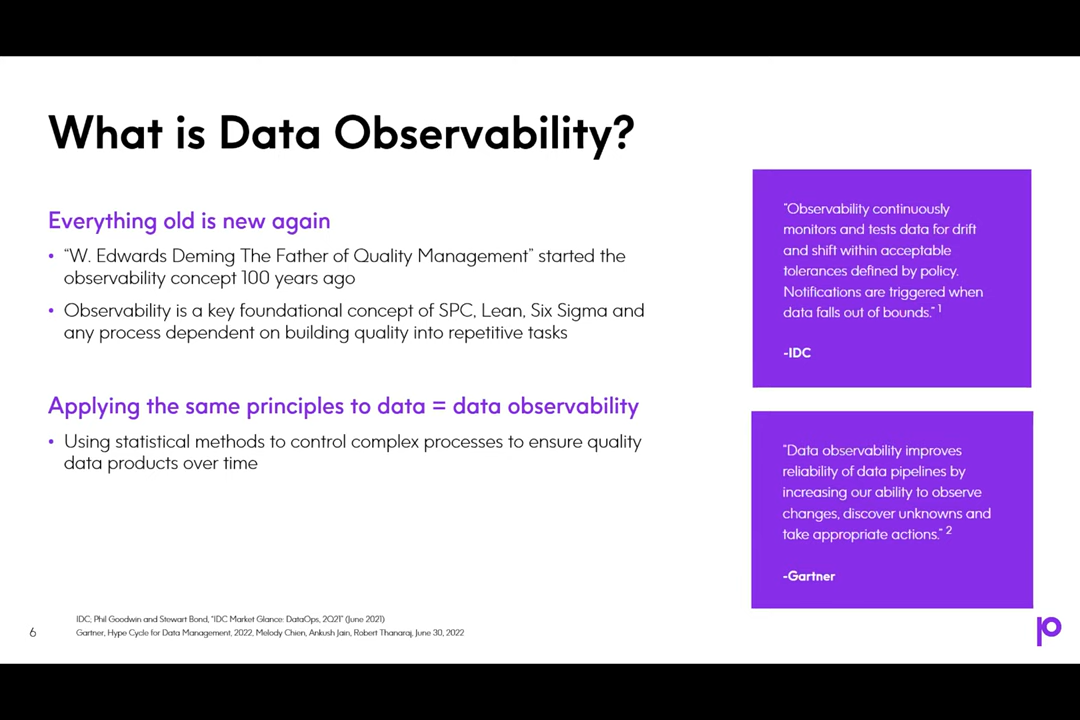 What is Data Observability?
Everything old is new again
• “W. Edwards Deming The Father of Quality Management” started the
observability concept 100 years ago
• Observability is a key foundational concept of SPC, Lean, Six Sigma and
any process dependent on building quality into repetitive tasks
Applying the same principles to data = data observability
• Using statistical methods to control complex processes to ensure quality
data products over time
“Observability continuously
monitors and tests data for drift
and shift within acceptable
tolerances defined by policy.
Notifications are triggered when
data falls out of bounds.” 1
-IDC
“Data observability improves
reliability of data pipelines by
increasing our ability to observe
changes, discover unknowns and
take appropriate actions.” 2
-Gartner
IDC; Phil Goodwin and Stewart Bond, “IDC Market Glance: DataOps, 2Q21” (June 2021)
Gartner, Hype Cycle for Data Management, 2022, Melody Chien, Ankush Jain, Robert Thanaraj, June 30, 2022
6